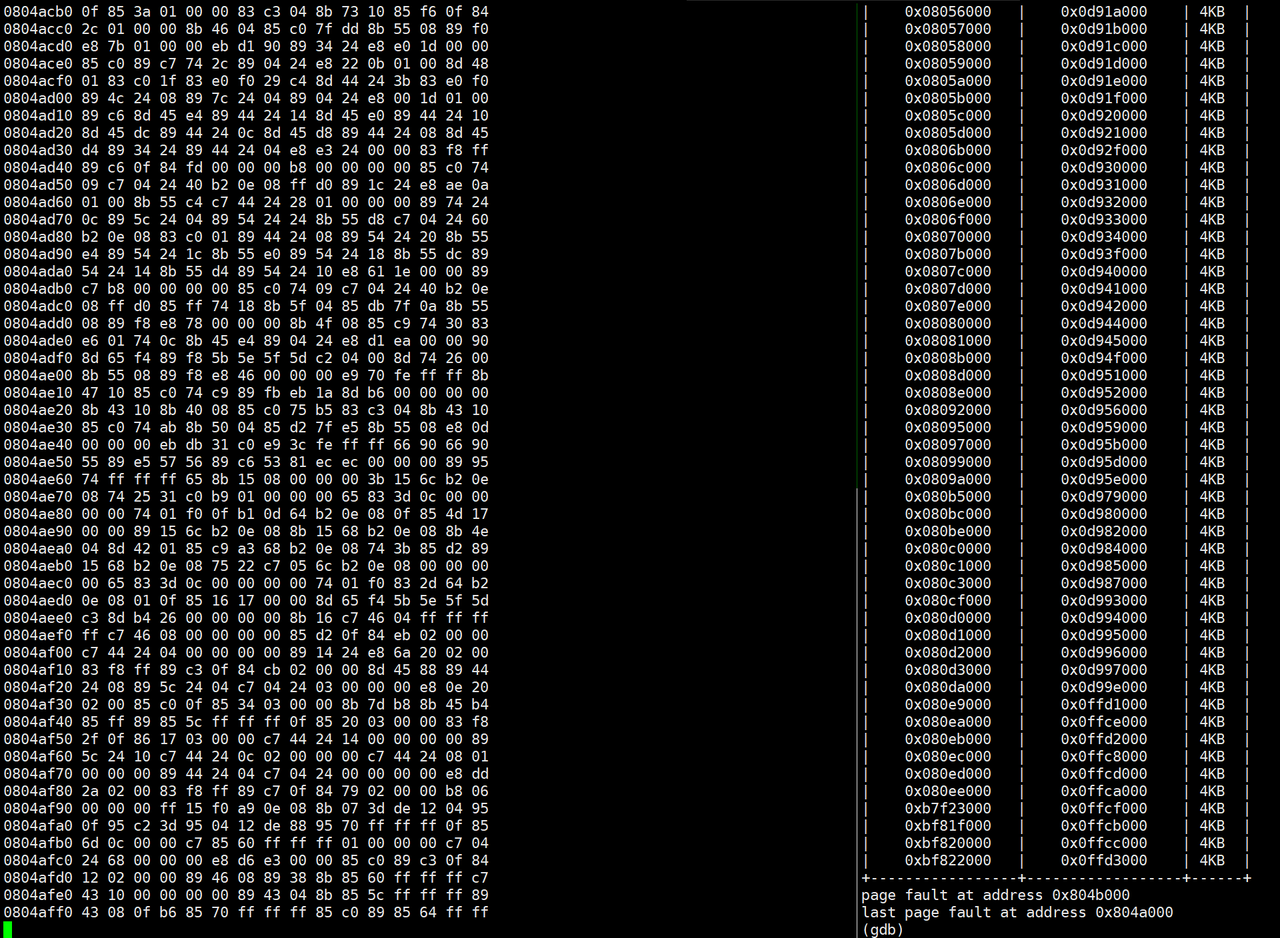 0804acb0 0f 85 3a 01 00 00 83 c3 04 8b 73 10 85 f6 0f 84
0804acc0 2c 01 00 00 8b 46 04 85 c0 7f dd 8b 55 08 89 f0
0804acd0 e8 7b 01 00 00 eb d1 90 89 34 24 e8 e0 1d 00 00
0804ace0 85 c0 89 c7 74 2c 89 04 24 e8 22 0b 01 00 8d 48
0804acf0 01 83 c0 1f 83 e0 f0 29 c4 8d 44 24 3b 83 e0 f0
0804ad00 89 4c 24 08 89 7c 24 04 89 04 24 e8 00 1d 01 00
0804ad10 89 c6 8d 45 e4 89 44 24 14 8d 45 e0 89 44 24 10
0804ad20 8d 45 dc 89 44 24 0c 8d 45 d8 89 44 24 08 8d 45
0804ad30 d4 89 34 24 89 44 24 04 e8 e3 24 00 00 83 f8 ff
0804ad40 89 c6 0f 84 fd 00 00 00 b8 00 00 00 00 85 c0 74
0804ad50 09 c7 04 24 40 b2 0e 08 ff d0 89 1c 24 e8 ae 0a
0804ad60 01 00 8b 55 c4 c7 44 24 28 01 00 00 00 89 74 24
0804ad70 0c 89 5c 24 04 89 54 24 24 8b 55 d8 c7 04 24 60
0804ad80 b2 0e 08 83 c0 01 89 44 24 08 89 54 24 20 8b 55
0804ad90 e4 89 54 24 1c 8b 55 e0 89 54 24 18 8b 55 dc 89
0804ada0 54 24 14 8b 55 d4 89 54 24 10 e8 61 1e 00 00 89
0804adb0 c7 b8 00 00 00 00 85 c0 74 09 c7 04 24 40 b2 0e
0804adc0 08 ff d0 85 ff 74 18 8b 5f 04 85 db 7f 0a 8b 55
0804add0 08 89 f8 e8 78 00 00 00 8b 4f 08 85 c9 74 30 83
0804ade0 e6 01 74 0c 8b 45 e4 89 04 24 e8 d1 ea 00 00 90
0804adf0 8d 65 f4 89 f8 5b 5e 5f 5d c2 04 00 8d 74 26 00
0804ae00 8b 55 08 89 f8 e8 46 00 00 00 e9 70 fe ff ff 8b
0804ae10 47 10 85 c0 74 c9 89 fb eb 1a 8d b6 00 00 00 00
0804ae20 8b 43 10 8b 40 08 85 c0 75 b5 83 c3 04 8b 43 10
0804ae30 85 c0 74 ab 8b 50 04 85 d2 7f e5 8b 55 08 e8 0d
0804ae40 00 00 00 eb db 31 c0 e9 3c fe ff ff 66 90 66 90
0804ae50 55 89 e5 57 56 89 c6 53 81 ec ec 00 00 00 89 95
0804ae60 74 ff ff ff 65 8b 15 08 00 00 00 3b 15 6c b2 0e
0804ae70 08 74 25 31 c0 b9 01 00 00 00 65 83 3d 0c 00 00
0804ae80 00 00 74 01 f0 0f b1 0d 64 b2 0e 08 0f 85 4d 17
0804ae90 00 00 89 15 6c b2 0e 08 8b 15 68 b2 0e 08 8b 4e
0804aea0 04 8d 42 01 85 c9 a3 68 b2 0e 08 74 3b 85 d2 89
0804aeb0 15 68 b2 0e 08 75 22 c7 05 6c b2 0e 08 00 00 00
0804aec0 00 65 83 3d 0c 00 00 00 00 74 01 f0 83 2d 64 b2
0804aed0 0e 08 01 0f 85 16 17 00 00 8d 65 f4 5b 5e 5f 5d
0804aee0 c3 8d b4 26 00 00 00 00 8b 16 c7 46 04 ff ff ff
0804aef0 ff c7 46 08 00 00 00 00 85 d2 0f 84 eb 02 00 00
0804af00 c7 44 24 04 00 00 00 00 89 14 24 e8 6a 20 02 00
0804af10 83 f8 ff 89 c3 0f 84 cb 02 00 00 8d 45 88 89 44
0804af20 24 08 89 5c 24 04 c7 04 24 03 00 00 00 e8 0e 20
0804af30 02 00 85 c0 0f 85 34 03 00 00 8b 7d b8 8b 45 b4
0804af40 85 ff 89 85 5c ff ff ff 0f 85 20 03 00 00 83 f8
0804af50 2f 0f 86 17 03 00 00 c7 44 24 14 00 00 00 00 89
0804af60 5c 24 10 c7 44 24 0c 02 00 00 00 c7 44 24 08 01
0804af70 00 00 00 89 44 24 04 c7 04 24 00 00 00 00 e8 dd
0804af80 2a 02 00 83 f8 ff 89 c7 0f 84 79 02 00 00 b8 06
0804af90 00 00 00 ff 15 f0 a9 0e 08 8b 07 3d de 12 04 95
0804afa0 0f 95 c2 3d 95 04 12 de 88 95 70 ff ff ff 0f 85
0804afb0 6d 0c 00 00 c7 85 60 ff ff ff 01 00 00 00 c7 04
0804afc0 24 68 00 00 00 e8 d6 e3 00 00 85 c0 89 c3 0f 84
0804afd0 12 02 00 00 89 46 08 89 38 8b 85 60 ff ff ff c7
0804afe0 43 10 00 00 00 00 89 43 04 8b 85 5c ff ff ff 89
0804aff0 43 08 0f b6 85 70 ff ff ff 85 c0 89 85 64 ff ff
| 0x08056000 | 0x0d91a000 | 4KB |
| 0x08057000 | 0x0d91b000 | 4KB |
| 0x08058000 | 0x0d91c000 | 4KB |
| 0x08059000 | 0x0d91d000 | 4KB |
| 0x0805a000 | 0x0d91e000 | 4KB |
| 0x0805b000 | 0x0d91f000 | 4KB |
| 0x0805c000 | 0x0d920000 | 4KB |
| 0x0805d000 | 0x0d921000 | 4KB |
| 0x0806b000 | 0x0d92f000 | 4KB |
| 0x0806c000 | 0x0d930000 | 4KB |
| 0x0806d000 | 0x0d931000 | 4KB |
| 0x0806e000 | 0x0d932000 | 4KB |
| 0x0806f000 | 0x0d933000 | 4KB |
| 0x08070000 | 0x0d934000 | 4KB |
| 0x0807b000 | 0x0d93f000 | 4KB |
| 0x0807c000 | 0x0d940000 | 4KB |
| 0x0807d000 | 0x0d941000 | 4KB |
| 0x0807e000 | 0x0d942000 | 4KB |
| 0x08080000 | 0x0d944000 | 4KB |
| 0x08081000 | 0x0d945000 | 4KB |
| 0x0808b000 | 0x0d94f000 | 4KB |
| 0x0808d000 | 0x0d951000 | 4KB |
| 0x0808e000 | 0x0d952000 | 4KB |
| 0x08092000 | 0x0d956000 | 4KB |
| 0x08095000 | 0x0d959000 | 4KB |
| 0x08097000 | 0x0d95b000 | 4KB |
| 0x08099000 | 0x0d95d000 | 4KB |
| 0x0809a000 | 0x0d95e000 | 4KB |
| 0x080b5000 | 0x0d979000 | 4KB |
| 0x080bc000 | 0x0d980000 | 4KB |
| 0x080be000 | 0x0d982000 | 4KB |
| 0x080c0000 | 0x0d984000 | 4KB |
| 0x080c1000 | 0x0d985000 | 4KB |
| 0x080c3000 | 0x0d987000 | 4KB |
| 0x080cf000 | 0x0d993000 | 4KB |
| 0x080d0000 | 0x0d994000 | 4KB |
| 0x080d1000 | 0x0d995000 | 4KB |
| 0x080d2000 | 0x0d996000 | 4KB |
| 0x080d3000 | 0x0d997000 | 4KB |
| 0x080da000 | 0x0d99e000 | 4KB |
| 0x080e9000 | 0x0ffd1000 | 4KB |
| 0x080ea000 | 0x0ffce000 | 4KB |
| 0x080eb000 | 0x0ffd2000 | 4KB |
| 0x080ec000 | 0x0ffc8000 | 4KB |
| 0x080ed000 | 0x0ffcd000 | 4KB |
| 0x080ee000 | 0x0ffca000 | 4KB |
| 0xb7f23000 | 0x0ffcf000 | 4KB |
| 0xbf81f000 | 0x0ffcb000 | 4KB |
| 0xbf820000 | 0x0ffcc000 | 4KB |
| 0xbf822000 | 0x0ffd3000 | 4KB |
+-----------------+------------------+------+
page fault at address 0x804b000
last page fault at address 0x804a000
(gdb)